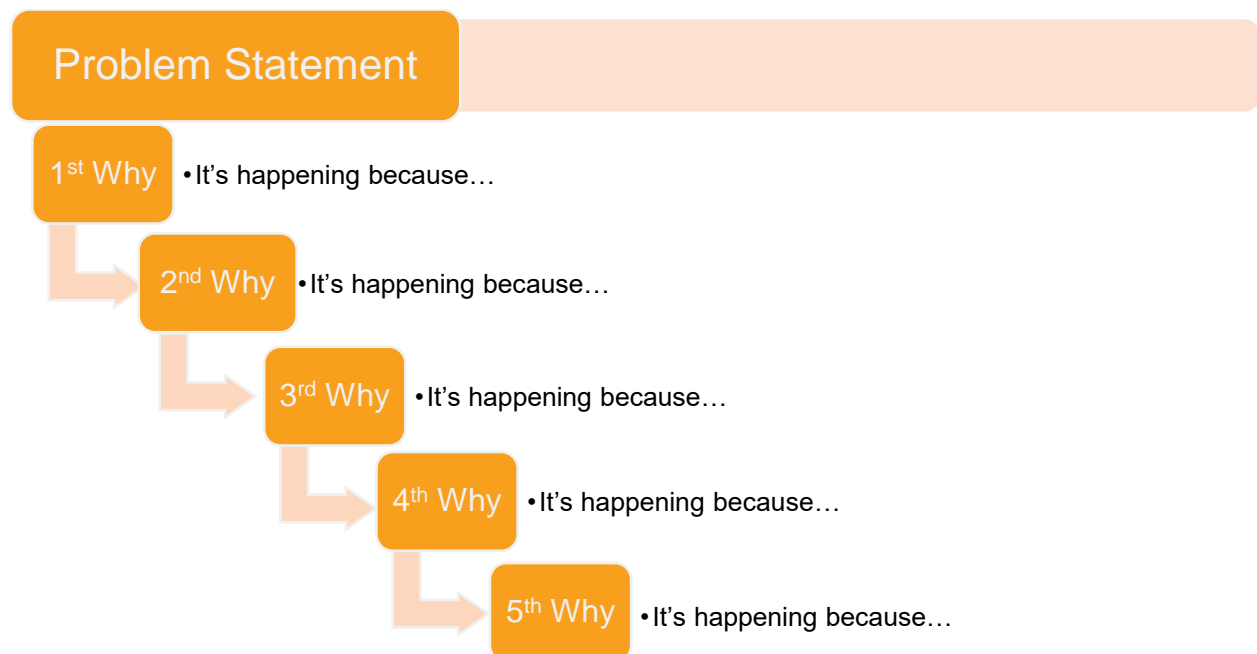 Problem Statement
1st Why
•It’s happening because…
2nd Why
•It’s happening because…
3rd Why
•It’s happening because…
4th Why
•It’s happening because…
5th Why
•It’s happening because…